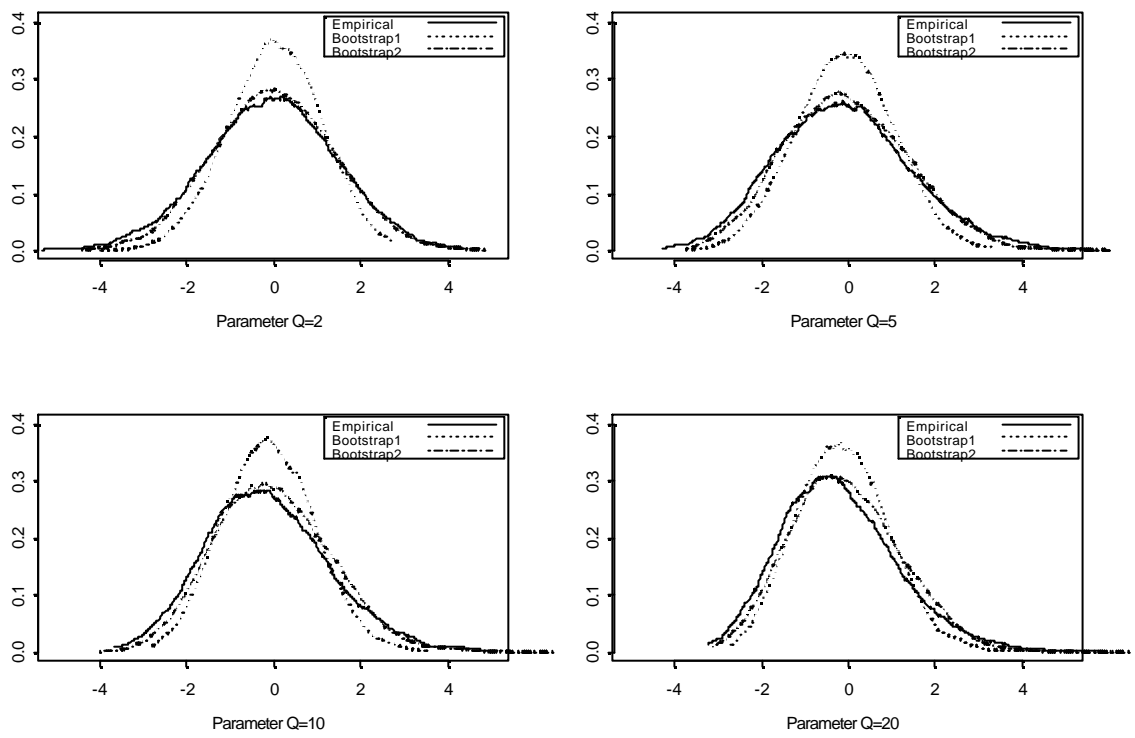 0.4
0.3
0.2
0.1
0.0
Empirical
Bootstrap1
Bootstrap2
-4 -2 0 2 4
Parameter Q=2
0.4
0.3
0.2
0.1
0.0
Empirical
Bootstrap1
Bootstrap2
-4 -2 0 2 4
Parameter Q=5
0.4
0.3
0.2
0.1
0.0
Empirical
Bootstrap1
Bootstrap2
-4 -2 0 2 4
Parameter Q=10
0.4
0.3
0.2
0.1
0.0
Empirical
Bootstrap1
Bootstrap2
-4 -2 0 2 4
Parameter Q=20